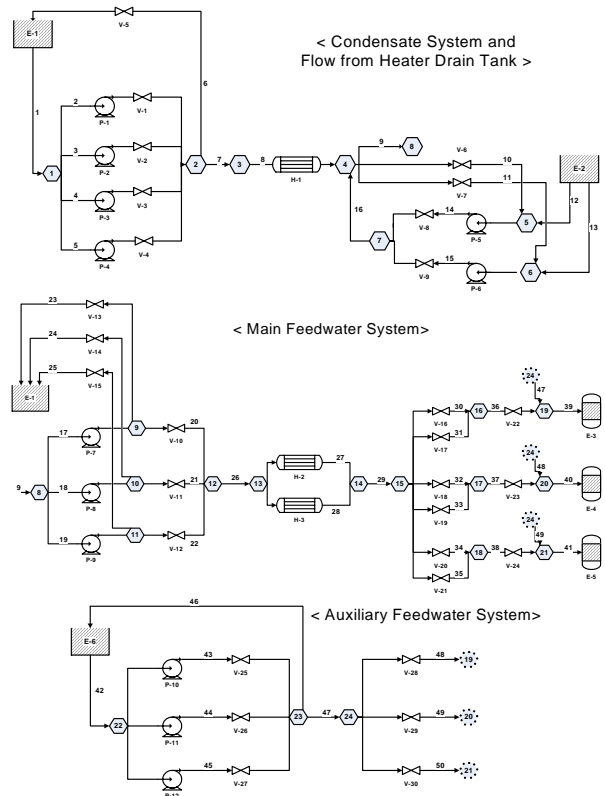 E-1
V-5
< Condensate System and
Flow from Heater Drain Tank >
1
6
2
V-1
P-1
3
V-2
P-2
4
V-3
P-3
5
V-4
P-4
1
2
7
3
8
H-1
4
9
8
V-6
10
V-7
11
E-2
12
13
16
14
V-8
P-5
5
7
15
V-9
P-6
6
< Main Feedwater System>
23
V-13
24
V-14
25
V-15
E-1
17
P-7
9
V-10
20
9
8
18
P-8
10
V-11
21
19
P-9
11
V-12
22
12
26
13
H-2
27
H-3
28
14
29
15
V-16
30
V-17
31
16
36
V-22
24
47
19
39
E-3
V-18
32
V-19
33
17
37
V-23
24
48
20
40
E-4
V-20
34
V-21
35
18
38
V-24
24
49
21
41
E-5
< Auxiliary Feedwater System>
46
E-6
42
22
43
P-10
V-25
44
P-11
V-26
45
P-12
V-27
23
47
24
V-28
48
19
V-29
49
20
V-30
50
21